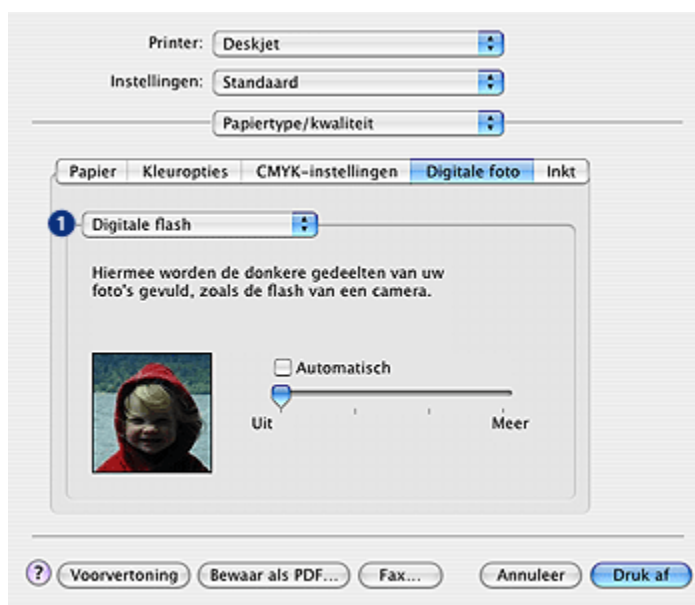 Printer: Deskjet
Instellingen: Standaard
Papiertype/kwaliteit
Papier Kleuropties CMYK-instellingen Digitale foto Inkt
1 Digitale flash
Hiermee worden de donkere gedeelten van uw
foto's gevuld, zoals de flash van een camera.
Automatisch
Uit Meer
? Voorvertoning Bewaar als PDF... Fax... Annuleer Druk af